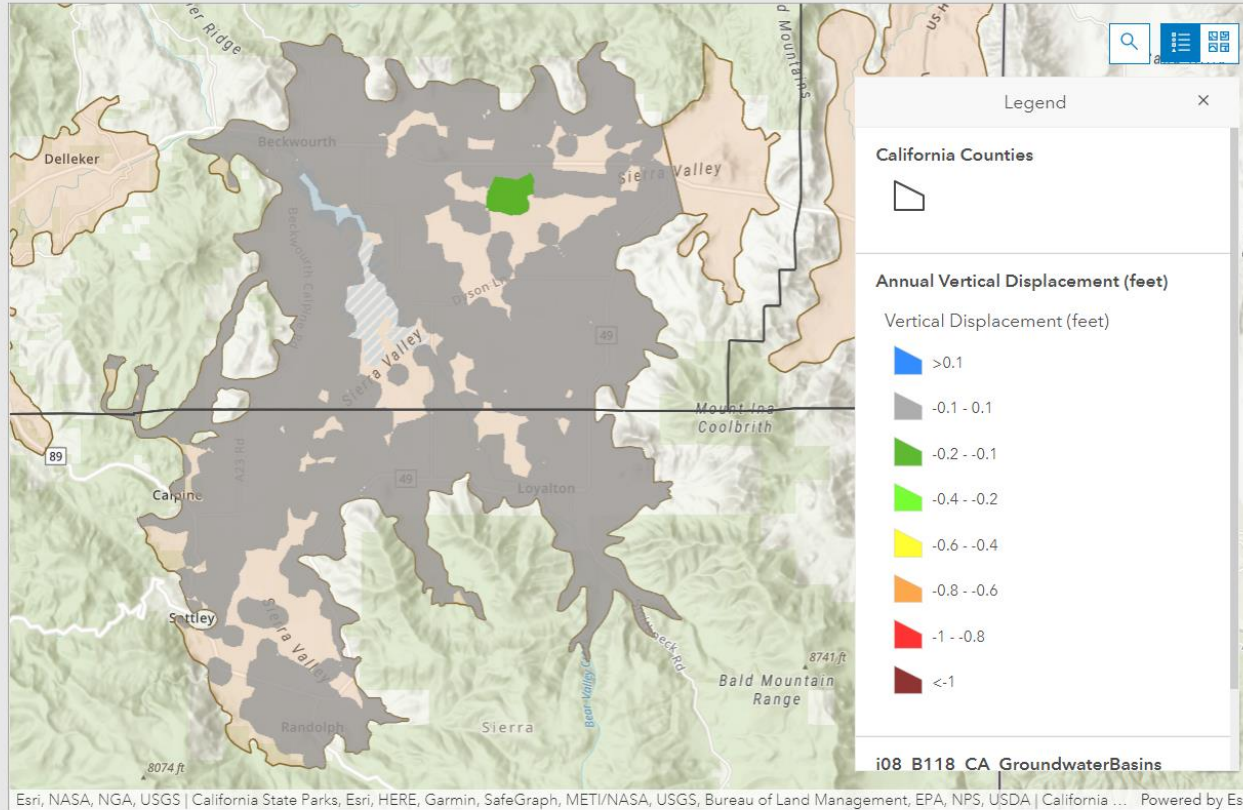 Legend
California Counties
Annual Vertical Displacement (feet)
Vertical Displacement (feet)
>0.1
-0.1 - 0.1
-0.2 - -0.1
-0.4 - -0.2
-0.6 - -0.4
-0.8 - -0.6
-1 - -0.8
<-1
i08_B118_CA_GroundwaterBasins
Ridge
Mountains
US H
Delleker
Beckwourth
Sierra Valley
Beckwourth Calpine Rd
Dyson L
49
Sierra Valley
Mount Ina
Coolbrith
89
A23 Rd
49
Calpine
Loyalton
Sattley
Sierra Valley
8741 ft
Bald Mountain
Range
Bear Valley
Sierra
Randolph
8074 ft
Esri, NASA, NGA, USGS | California State Parks, Esri, HERE, Garmin, SafeGraph, METI/NASA, USGS, Bureau of Land Management, EPA, NPS, USDA | California ... Powered by Es